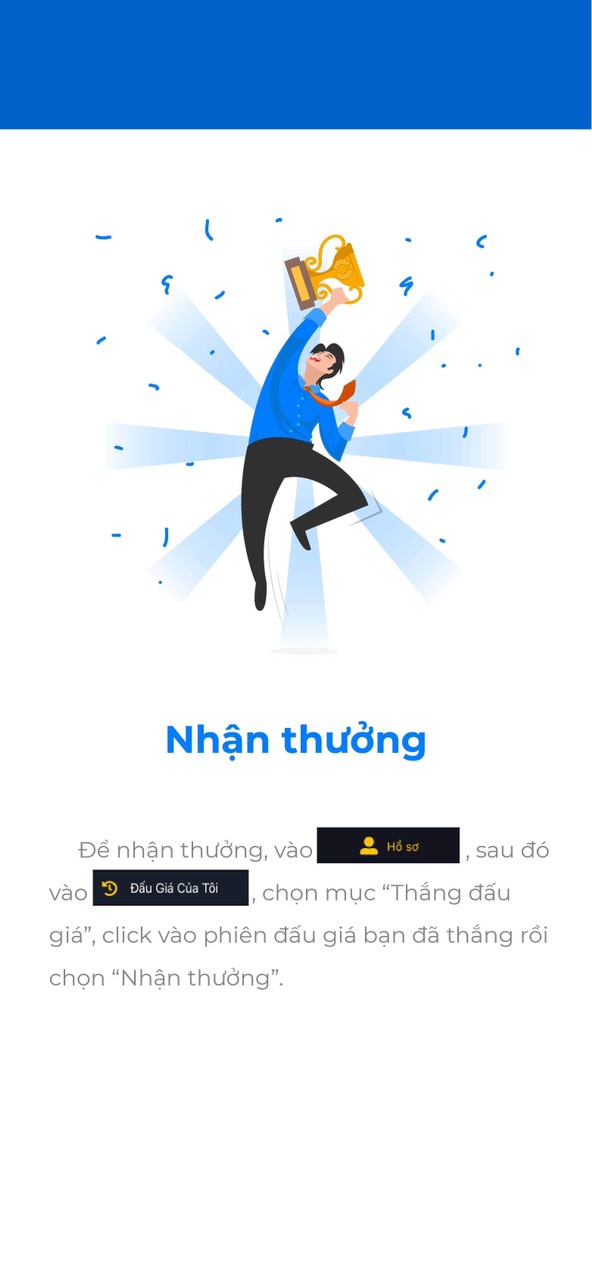 Nhận thưởng
Để nhận thưởng, vào Hồ sơ , sau đó
vào Đấu Giá Của Tôi , chọn mục “Thắng đấu
giá”, click vào phiên đấu giá bạn đã thắng rồi
chọn “Nhận thưởng”.